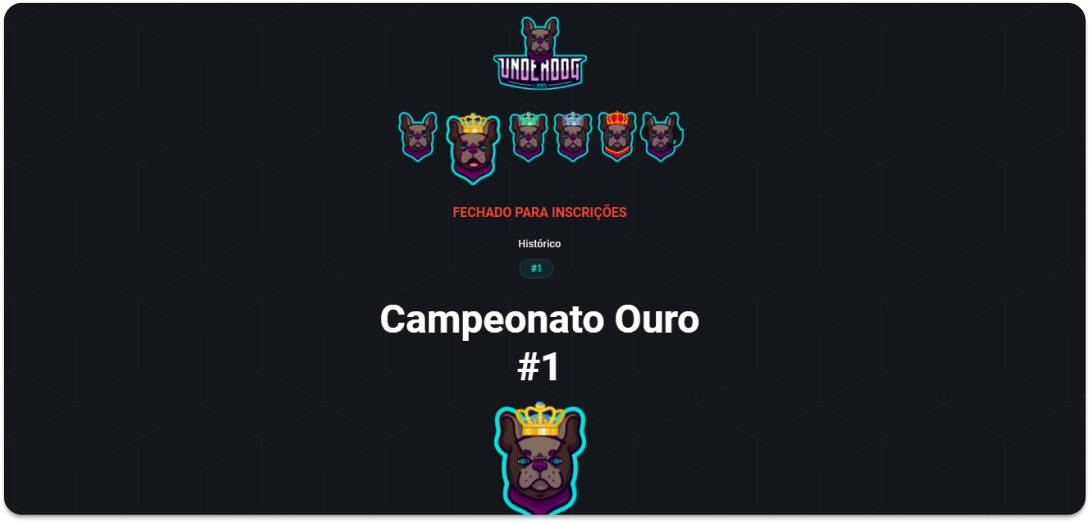 UNDERDOG
FECHADO PARA INSCRIÇÕES
Histórico
#1
Campeonato Ouro
#1